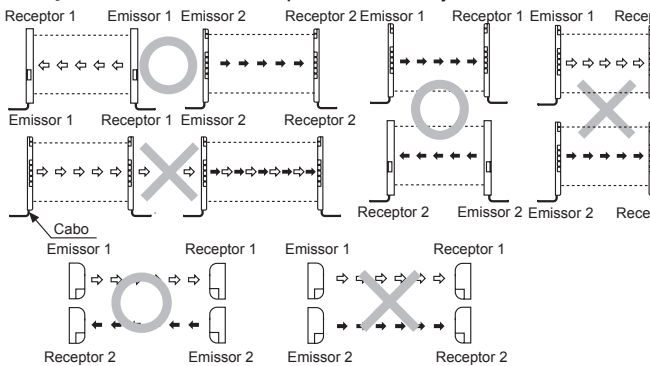 Receptor 1 Emissor 1 Emissor 2 Receptor 2 Emissor 1 Receptor 1 Emissor 1
Emissor 1 Receptor 1 Emissor 2 Receptor 2
Receptor 2 Emissor 2 Emissor 2
Cabo
Emissor 1 Receptor 1 Emissor 1 Receptor 1
Receptor 2 Emissor 2 Emissor 2 Receptor 2